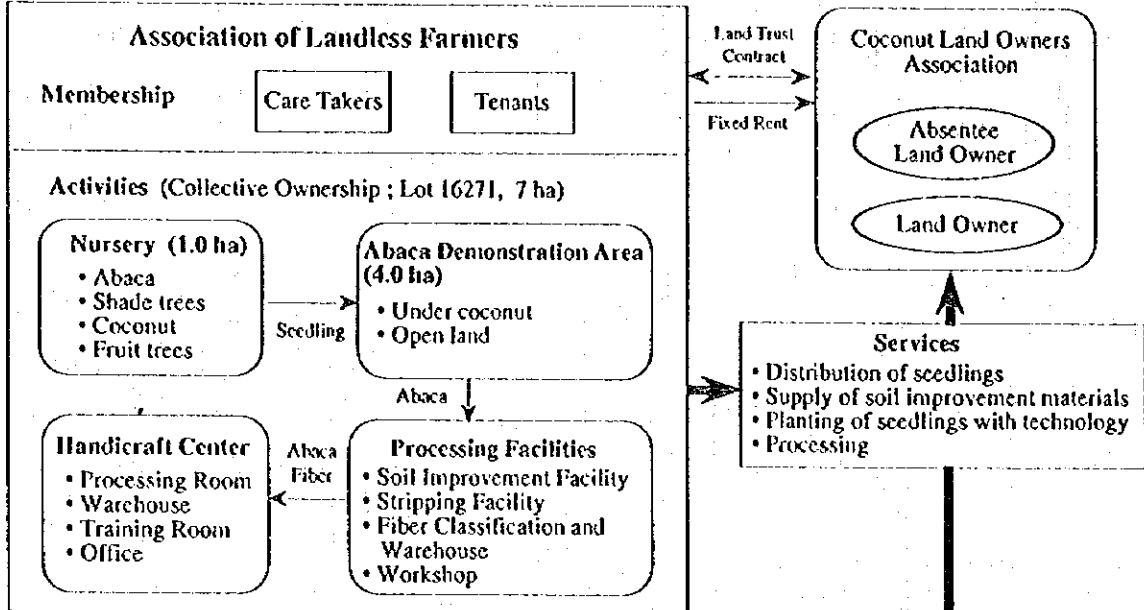 Association of Landless Farmers
Membership
Care Takers
Tenants
Land Trust
Contract
Fixed Rent
Coconut Land Owners
Association
Absentee
Land Owner
Land Owner
Activities (Collective Ownership ; Lot 16271, 7 ha)
Nursery (1.0 ha)
• Abaca
• Shade trees
• Coconut
• Fruit trees
Seedling
Abaca Demonstration Area
(4.0 ha)
• Under coconut
• Open land
Abaca
Handicraft Center
• Processing Room
• Warehouse
• Training Room
• Office
Abaca
Fiber
Processing Facilities
• Soil Improvement Facility
• Stripping Facility
• Fiber Classification and
Warehouse
• Workshop
Services
• Distribution of seedlings
• Supply of soil improvement materials
• Planting of seedlings with technology
• Processing